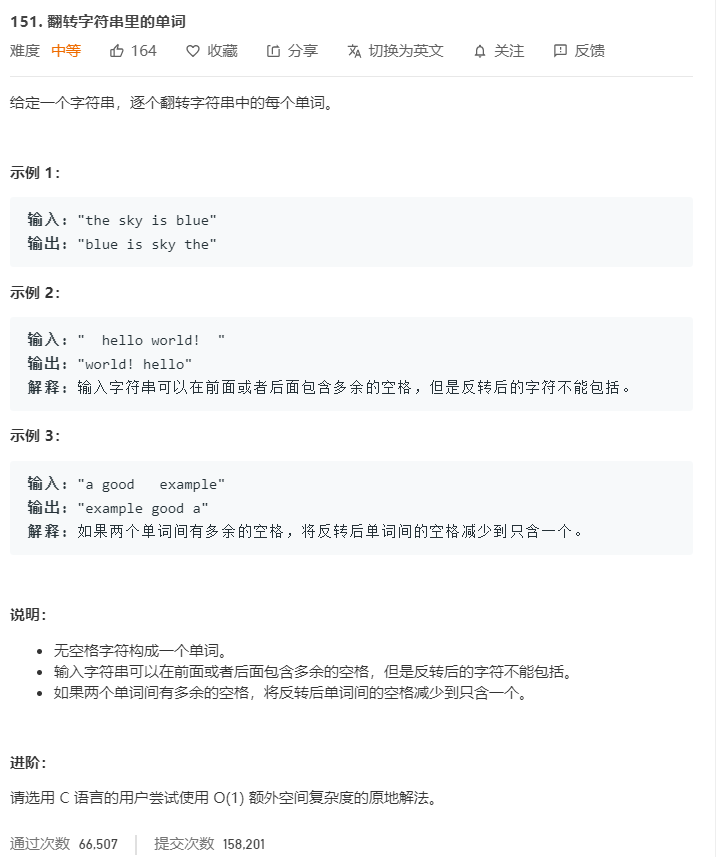 151. 翻转字符串里的单词
难度 中等 164 收藏 分享 切换为英文 关注 反馈
给定一个字符串，逐个翻转字符串中的每个单词。
示例 1：
输入："the sky is blue"
输出："blue is sky the"
示例 2：
输入："  hello world!  "
输出："world! hello"
解释：输入字符串可以在前面或者后面包含多余的空格，但是反转后的字符不能包括。
示例 3：
输入："a good   example"
输出："example good a"
解释：如果两个单词间有多余的空格，将反转后单词间的空格减少到只含一个。
说明：
• 无空格字符构成一个单词。
• 输入字符串可以在前面或者后面包含多余的空格，但是反转后的字符不能包括。
• 如果两个单词间有多余的空格，将反转后单词间的空格减少到只含一个。
进阶：
请选用 C 语言的用户尝试使用 O(1) 额外空间复杂度的原地解法。
通过次数 66,507 提交次数 158,201